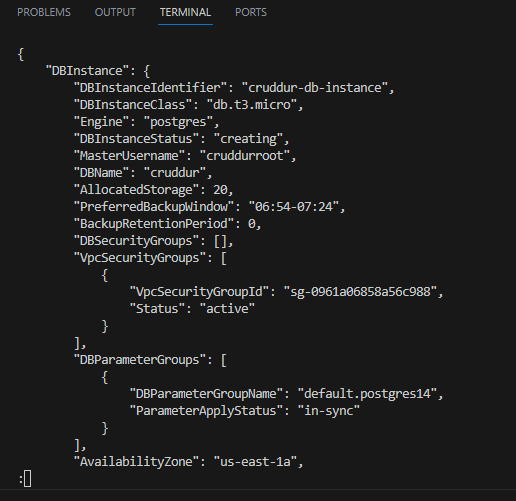 PROBLEMS OUTPUT TERMINAL PORTS
{
    "DBInstance": {
        "DBInstanceIdentifier": "cruddur-db-instance",
        "DBInstanceClass": "db.t3.micro",
        "Engine": "postgres",
        "DBInstanceStatus": "creating",
        "MasterUsername": "cruddurroot",
        "DBName": "cruddur",
        "AllocatedStorage": 20,
        "PreferredBackupWindow": "06:54-07:24",
        "BackupRetentionPeriod": 0,
        "DBSecurityGroups": [],
        "VpcSecurityGroups": [
            {
                "VpcSecurityGroupId": "sg-0961a06858a56c988",
                "Status": "active"
            }
        ],
        "DBParameterGroups": [
            {
                "DBParameterGroupName": "default.postgres14",
                "ParameterApplyStatus": "in-sync"
            }
        ],
        "AvailabilityZone": "us-east-1a",
: